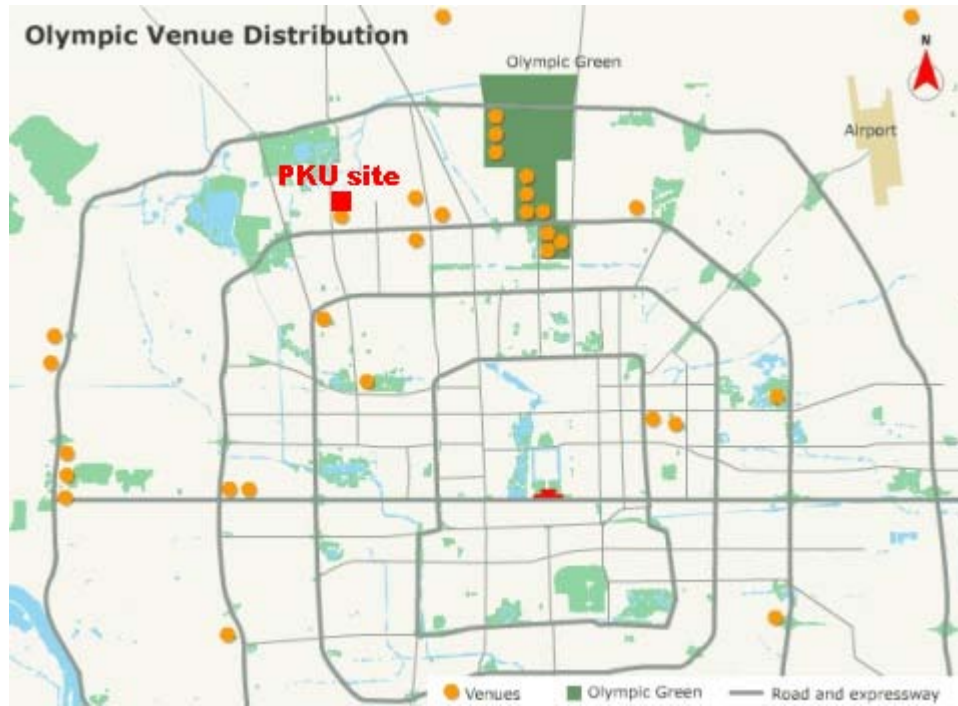 Olympic Venue Distribution
N
Olympic Green
Airport
PKU site
Venues
Olympic Green
Road and expressway